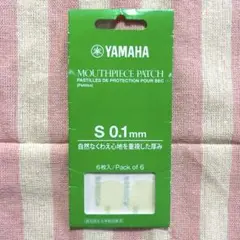 YAMAHA
MOUTHPIECE PATCH
PASTILLES DE PROTECTION POUR BEC
S 0.1mm
自然なくわえ心地を重視した厚み
6枚入/Pack of 6